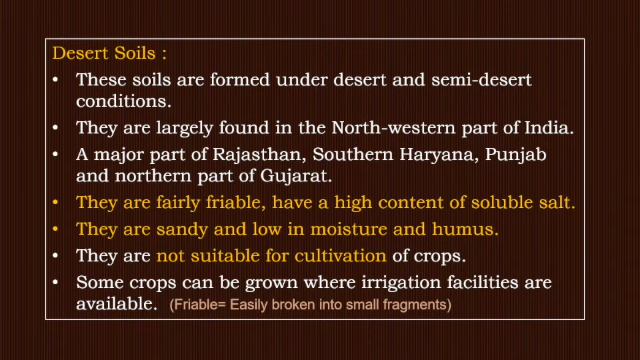 Desert Soils :
• These soils are formed under desert and semi-desert
conditions.
• They are largely found in the North-western part of India.
• A major part of Rajasthan, Southern Haryana, Punjab
and northern part of Gujarat.
• They are fairly friable, have a high content of soluble salt.
• They are sandy and low in moisture and humus.
• They are not suitable for cultivation of crops.
• Some crops can be grown where irrigation facilities are
available. (Friable= Easily broken into small fragments)